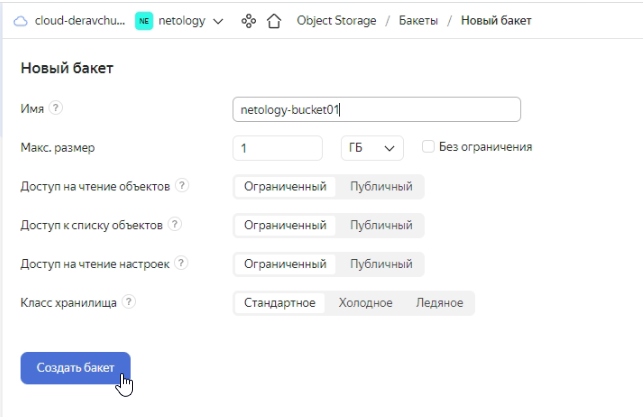 cloud-deravchu... NE netology Object Storage / Бакеты / Новый бакет
Новый бакет
Имя ? netology-bucket01
Макс. размер 1 ГБ Без ограничения
Доступ на чтение объектов ? Ограниченный Публичный
Доступ к списку объектов ? Ограниченный Публичный
Доступ на чтение настроек ? Ограниченный Публичный
Класс хранилища ? Стандартное Холодное Ледяное
Создать бакет